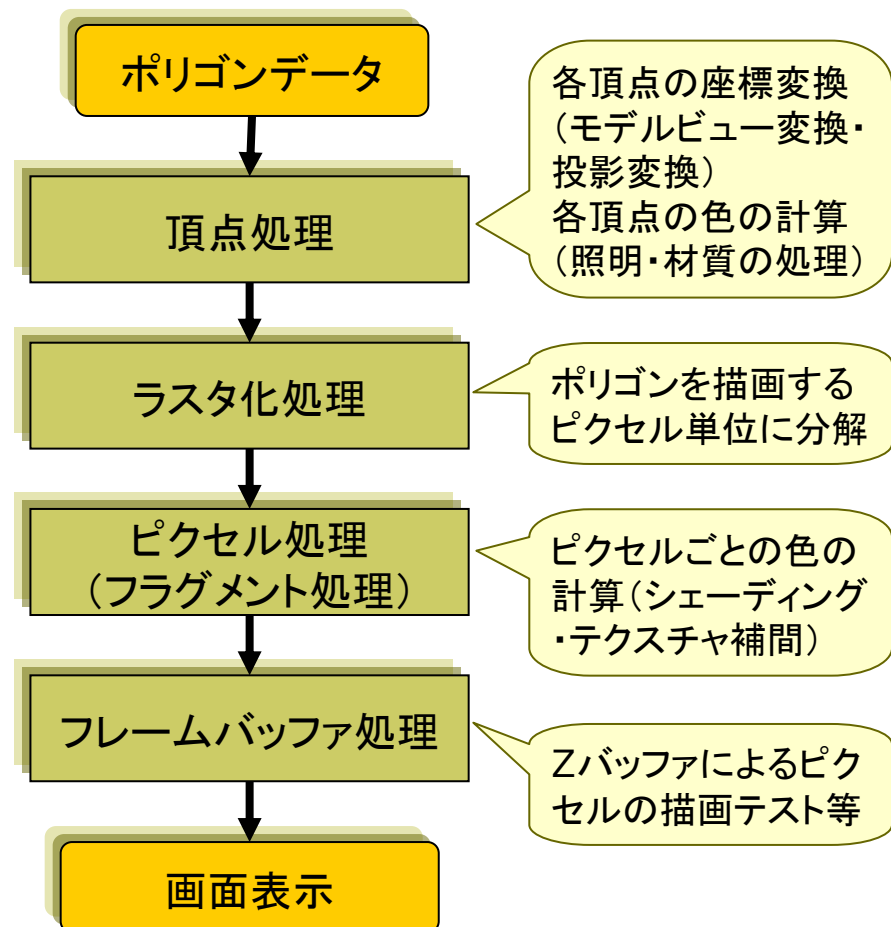 ポリゴンデータ
各頂点の座標変換
（モデルビュー変換・
投影変換）
各頂点の色の計算
（照明・材質の処理）
頂点処理
ラスタ化処理
ポリゴンを描画する
ピクセル単位に分解
ピクセル処理
（フラグメント処理）
ピクセルごとの色の
計算（シェーディング
・テクスチャ補間）
フレームバッファ処理
Zバッファによるピク
セルの描画テスト等
画面表示